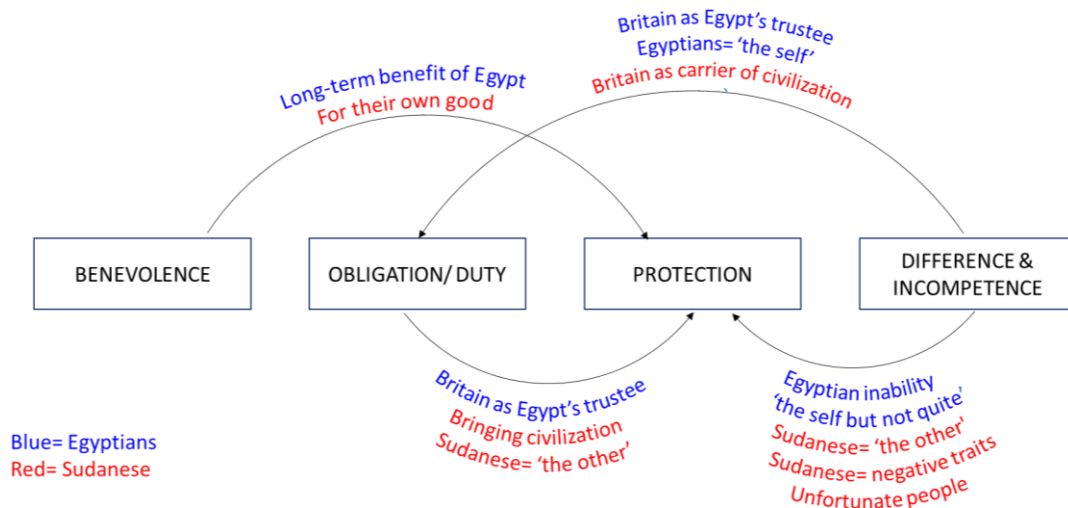 Britain as Egypt's trustee
Egyptians= 'the self'
Britain as carrier of civilization
Long-term benefit of Egypt
For their own good
BENEVOLENCE
OBLIGATION/ DUTY
PROTECTION
DIFFERENCE &
INCOMPETENCE
Britain as Egypt's trustee
Bringing civilization
Sudanese= 'the other'
Egyptian inability
'the self but not quite'
Sudanese= 'the other'
Sudanese= negative traits
Unfortunate people
Blue= Egyptians
Red= Sudanese